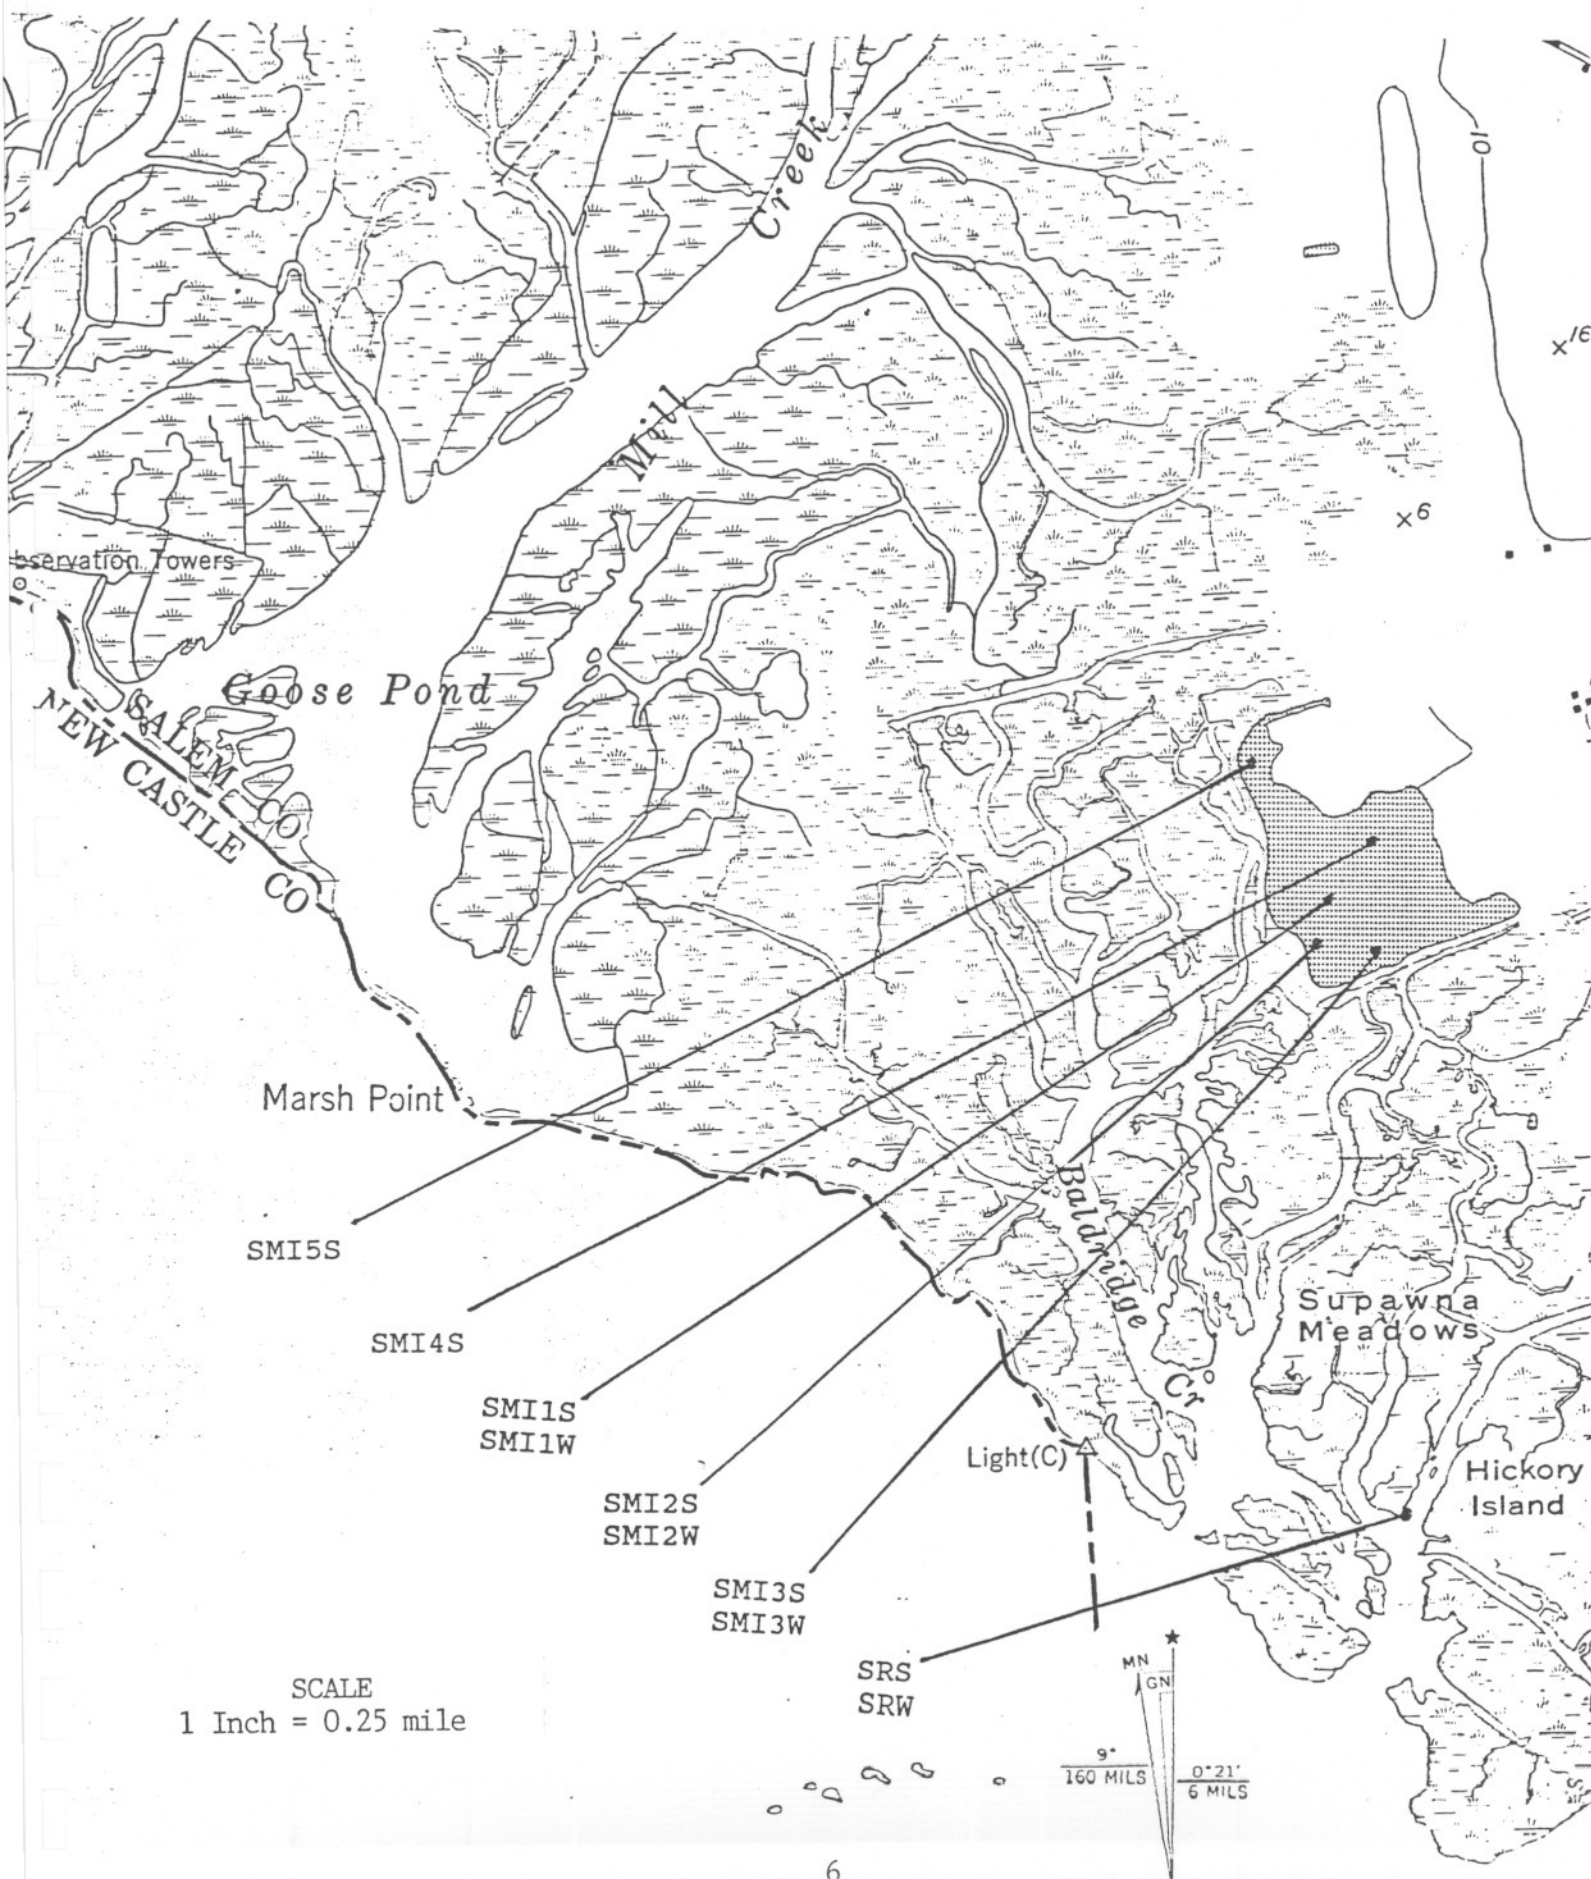 Creek
10
×16
Mill
×6
bservation Towers
Goose Pond
SALEM CO
NEW CASTLE CO
Marsh Point
SMI5S
SMI4S
Baldridge Cr
Supawna
Meadows
SMI1S
SMI1W
Light(C)
Hickory
Island
SMI2S
SMI2W
SMI3S
SMI3W
SRS
SRW
MN
GN
SCALE
1 Inch = 0.25 mile
9°
160 MILS
0°21'
6 MILS
6